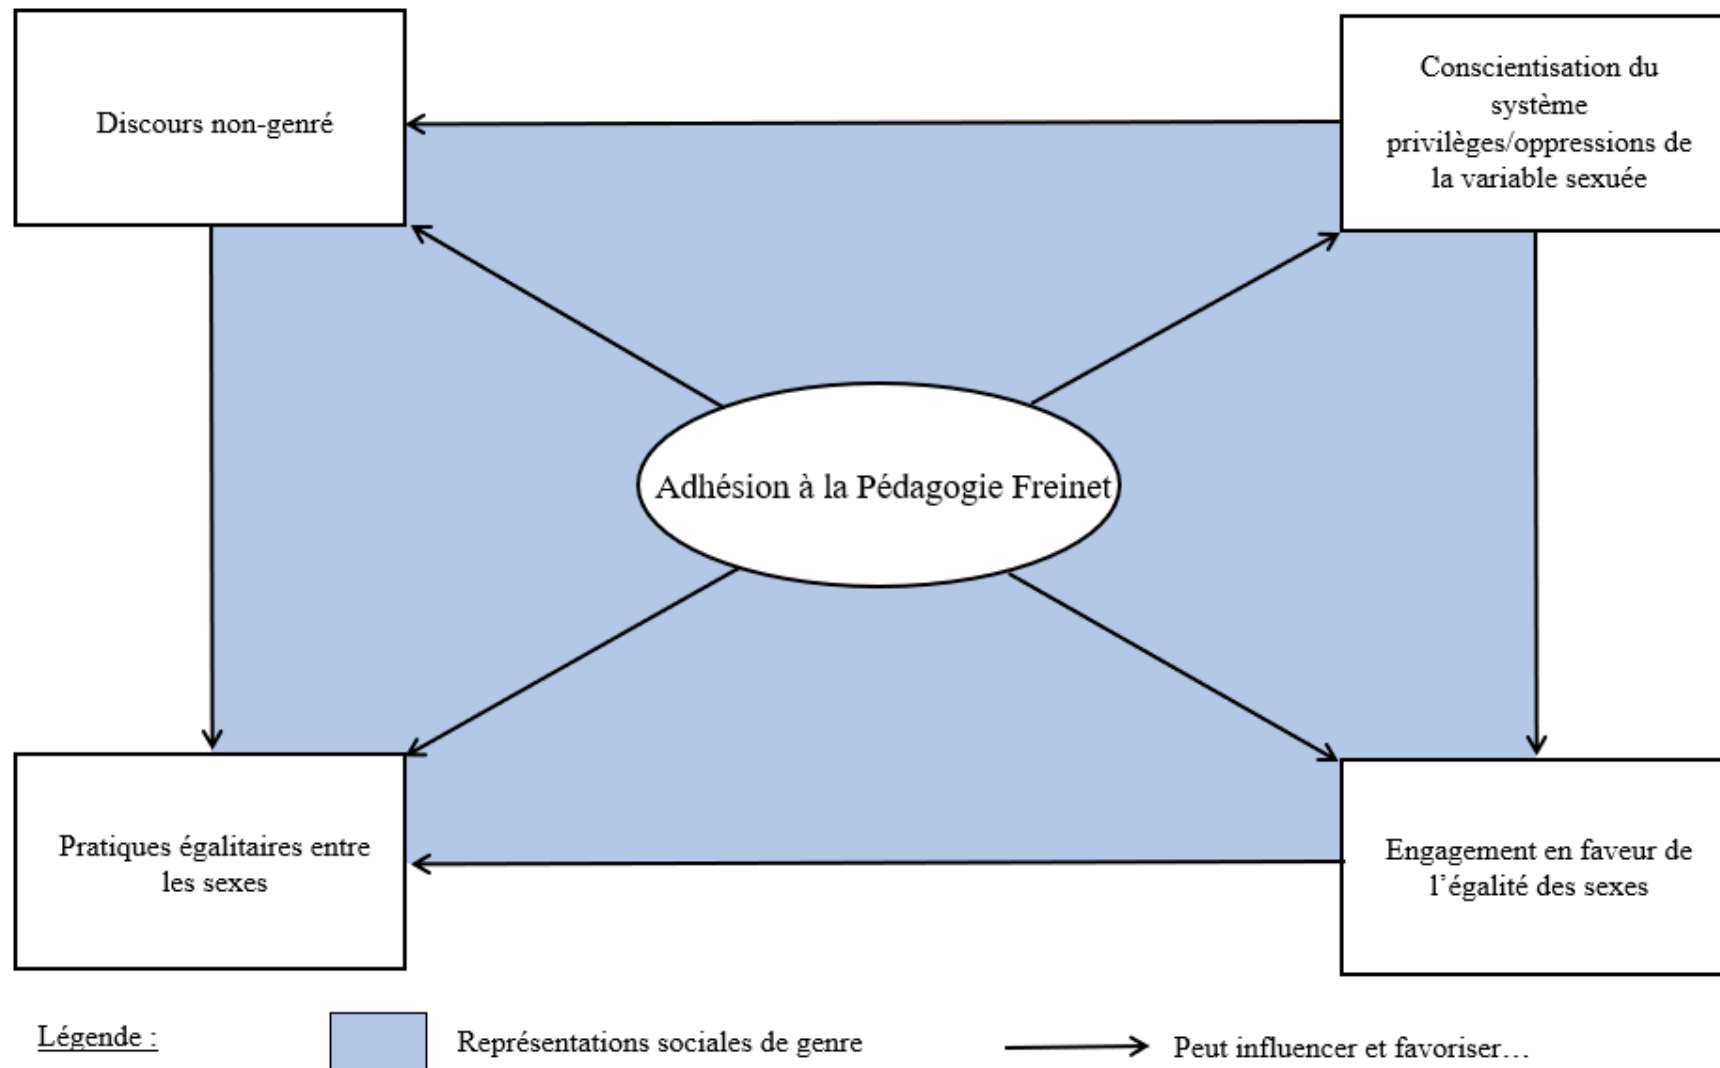 Discours non-genré
Conscientisation du
système
privilèges/oppressions de
la variable sexuée
Adhésion à la Pédagogie Freinet
Pratiques égalitaires entre
les sexes
Engagement en faveur de
l’égalité des sexes
Légende :
Représentations sociales de genre
Peut influencer et favoriser…